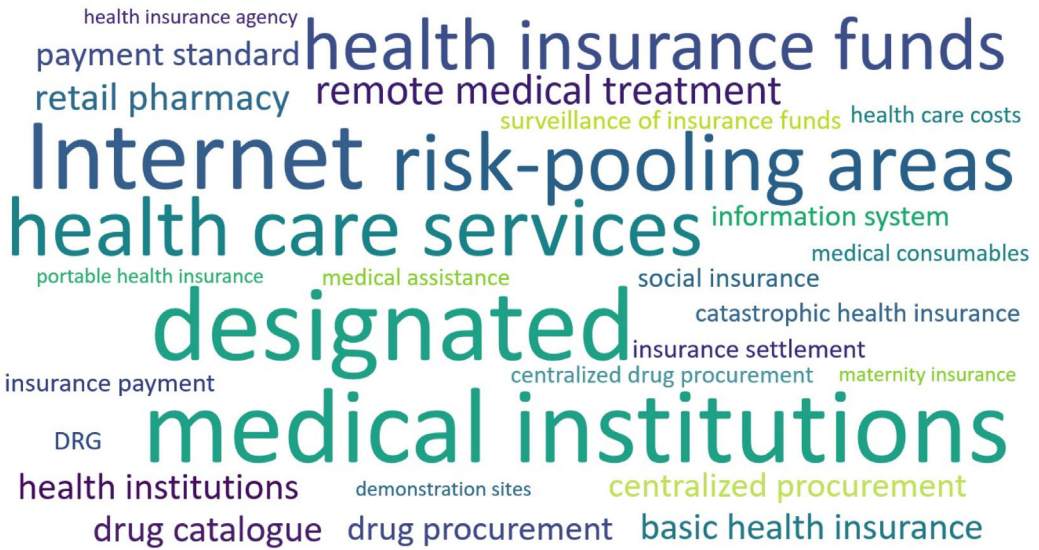 health insurance agency
payment standard
health insurance funds
retail pharmacy
remote medical treatment
surveillance of insurance funds
health care costs
Internet
risk-pooling areas
health care services
information system
medical consumables
portable health insurance
medical assistance
social insurance
designated
catastrophic health insurance
insurance settlement
insurance payment
centralized drug procurement
maternity insurance
DRG
medical institutions
health institutions
demonstration sites
centralized procurement
drug catalogue
drug procurement
basic health insurance